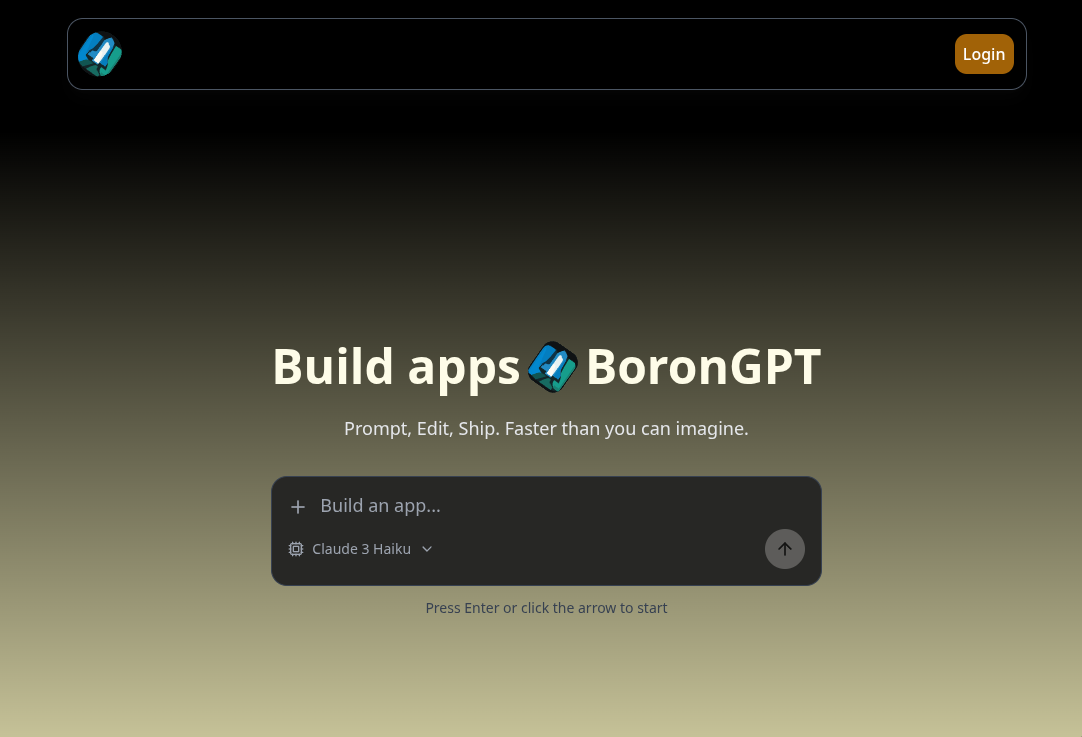 Login
Build apps BoronGPT
Prompt, Edit, Ship. Faster than you can imagine.
Build an app...
Claude 3 Haiku
Press Enter or click the arrow to start